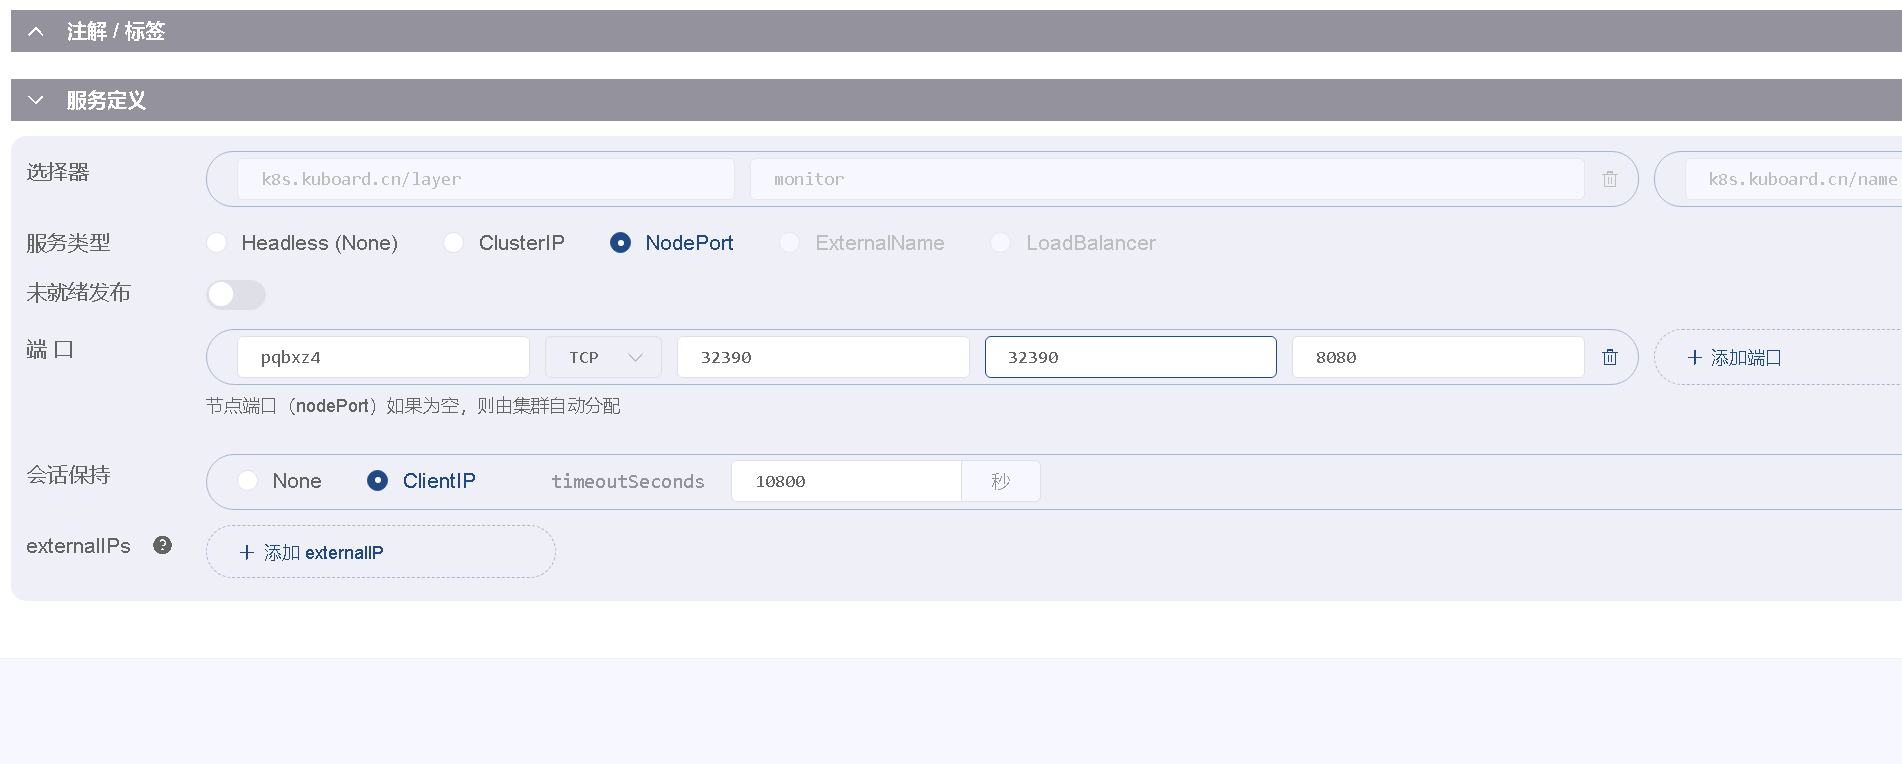 注解 / 标签
服务定义
选择器 k8s.kuboard.cn/layer monitor k8s.kuboard.cn/name
服务类型 Headless (None) ClusterIP NodePort ExternalName LoadBalancer
未就绪发布
端 口 pqbxz4 TCP 32390 32390 8080 + 添加端口
节点端口（nodePort）如果为空，则由集群自动分配
会话保持 None ClientIP timeoutSeconds 10800 秒
externalIPs ? + 添加 externalIP